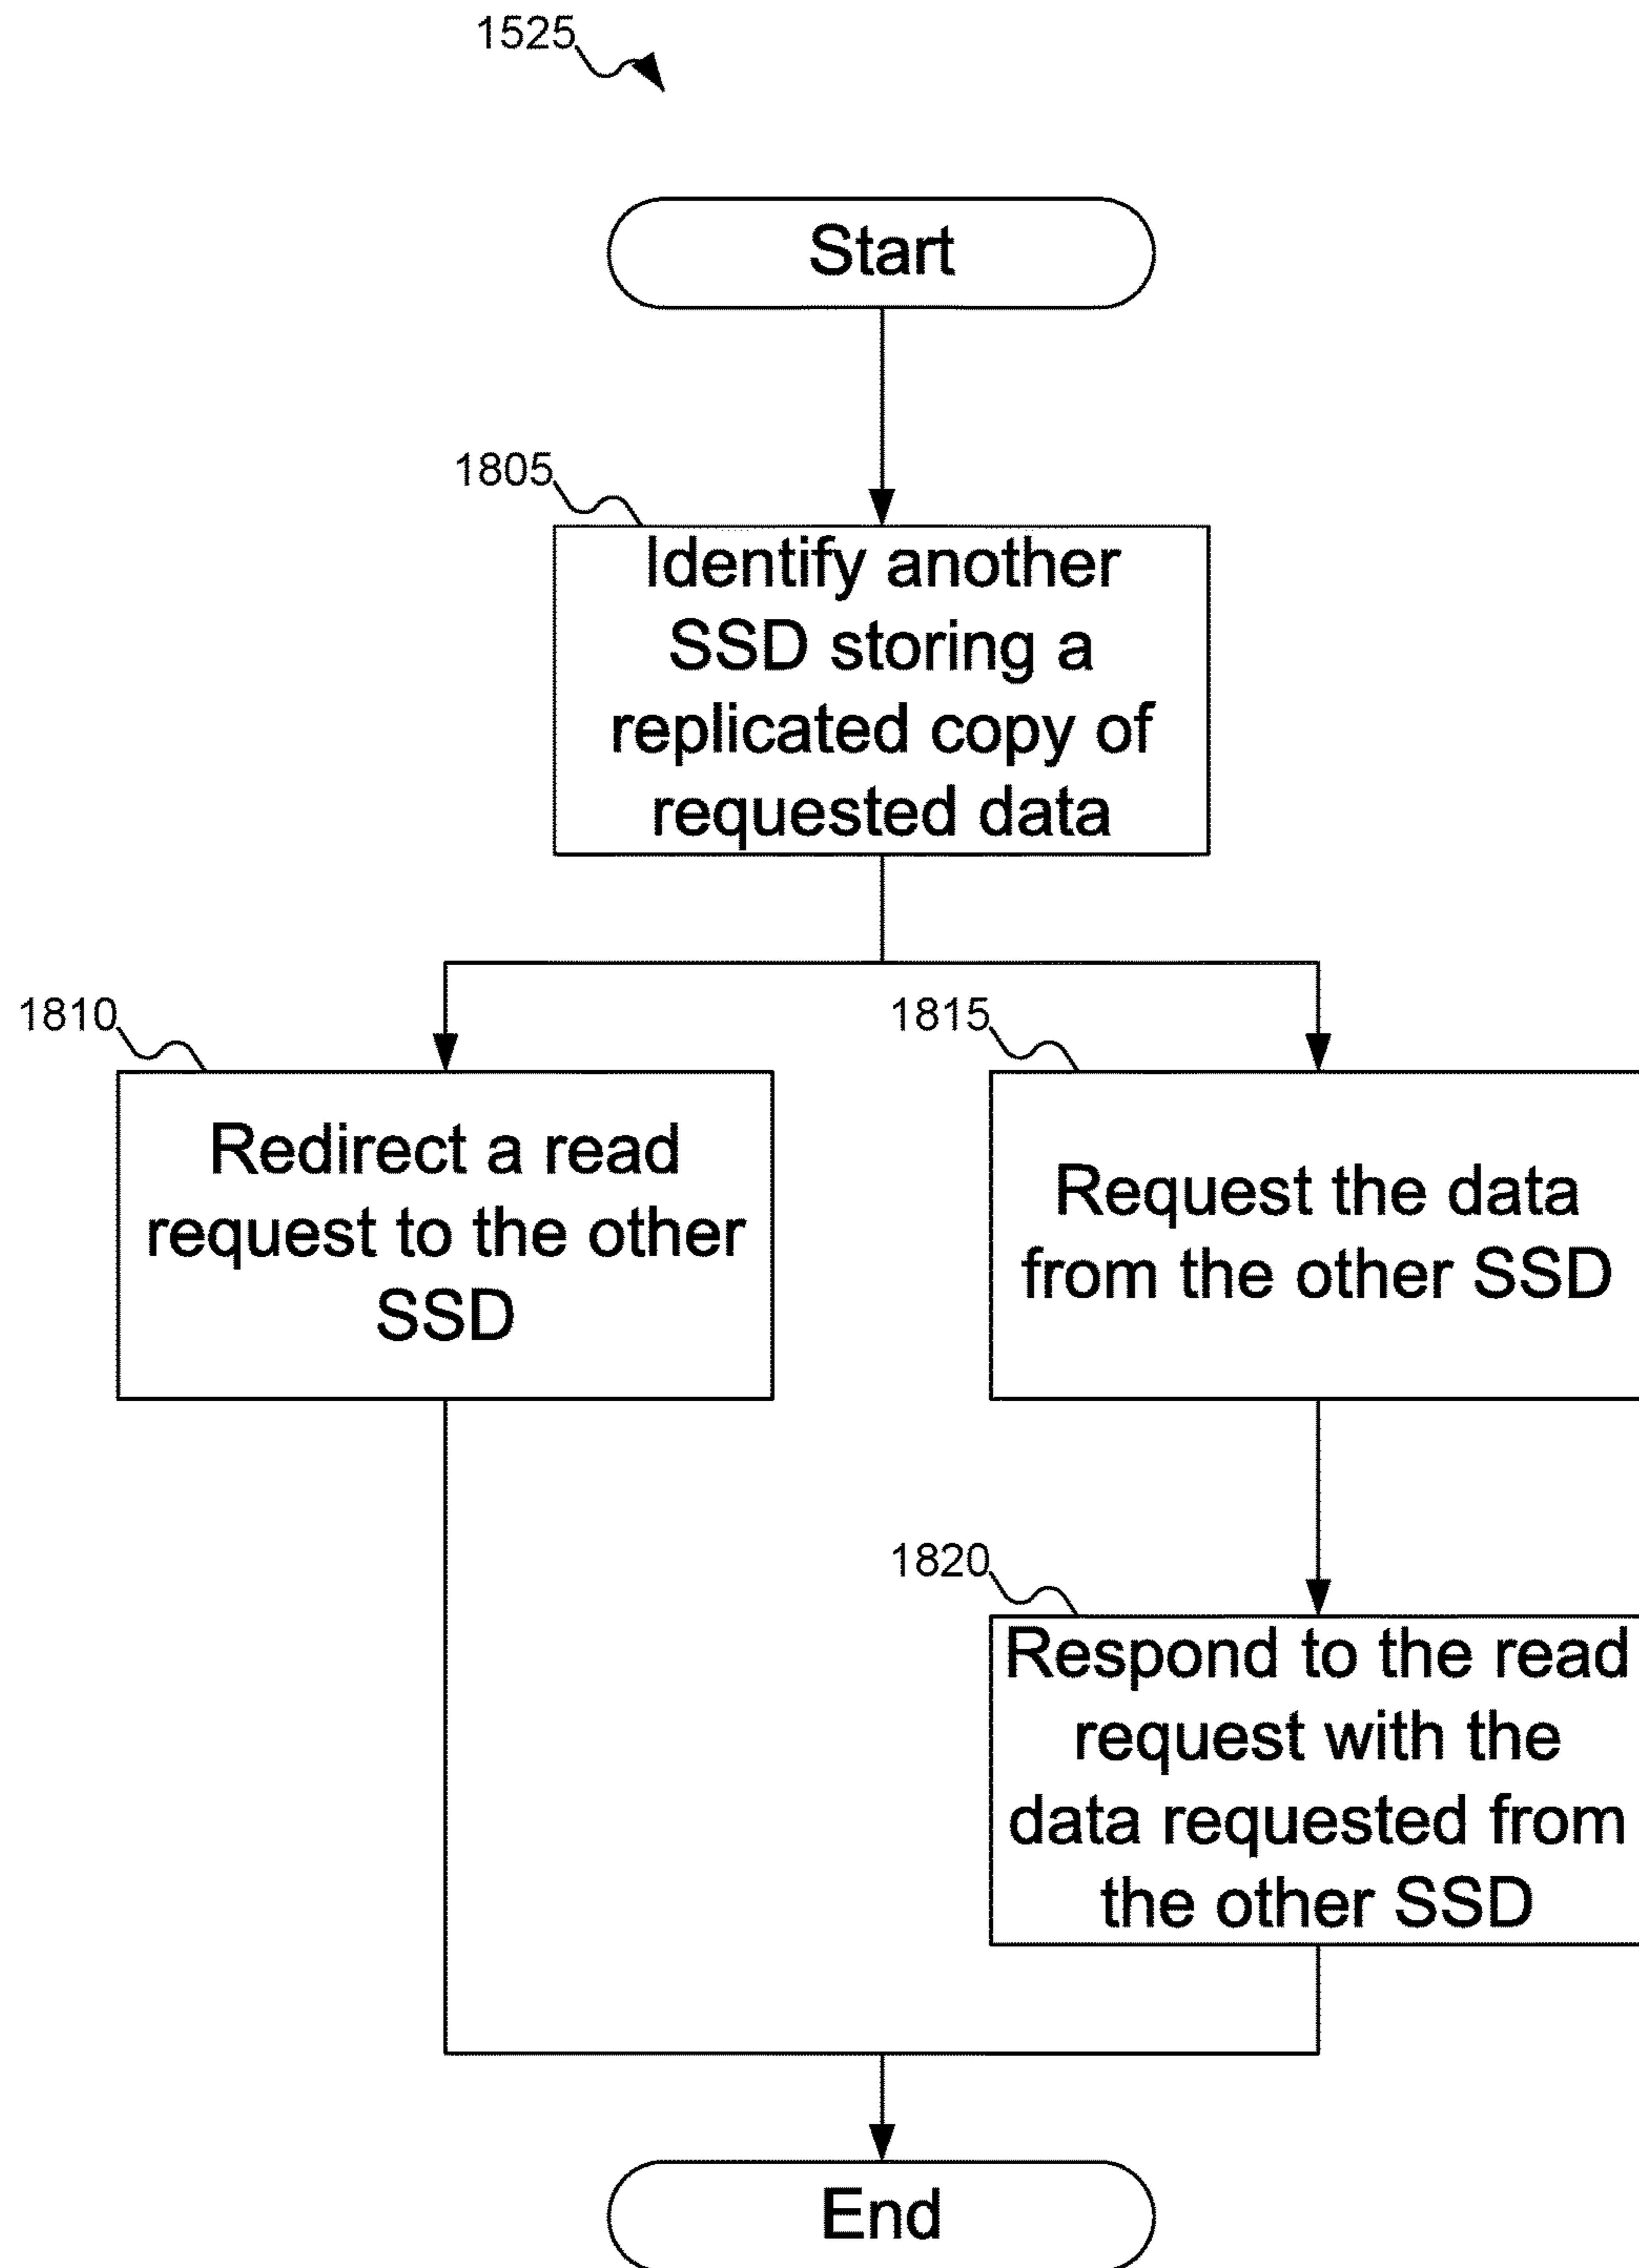 1525
Start
1805
Identify another
SSD storing a
replicated copy of
requested data
1810
Redirect a read
request to the other
SSD
1815
Request the data
from the other SSD
1820
Respond to the read
request with the
data requested from
the other SSD
End